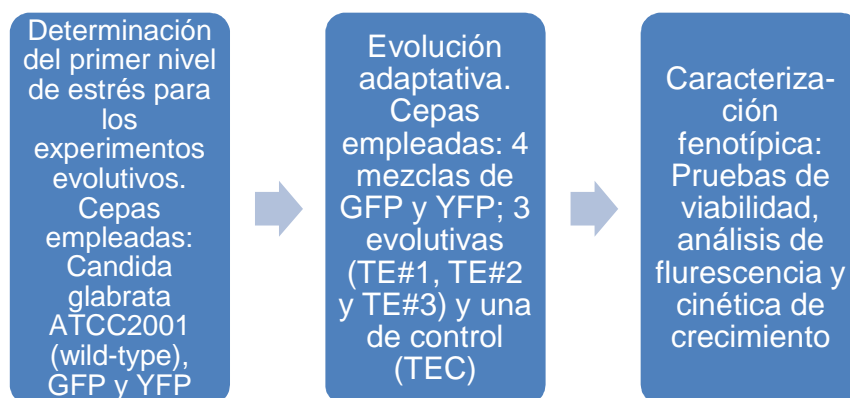 Determinación
del primer nivel
de estrés para
los
experimentos
evolutivos.
Cepas
empleadas:
Candida
glabrata
ATCC2001
(wild-type),
GFP y YFP
Evolución
adaptativa.
Cepas
empleadas: 4
mezclas de
GFP y YFP; 3
evolutivas
(TE#1, TE#2
y TE#3) y una
de control
(TEC)
Caracteriza-
ción
fenotípica:
Pruebas de
viabilidad,
análisis de
flurescencia y
cinética de
crecimiento